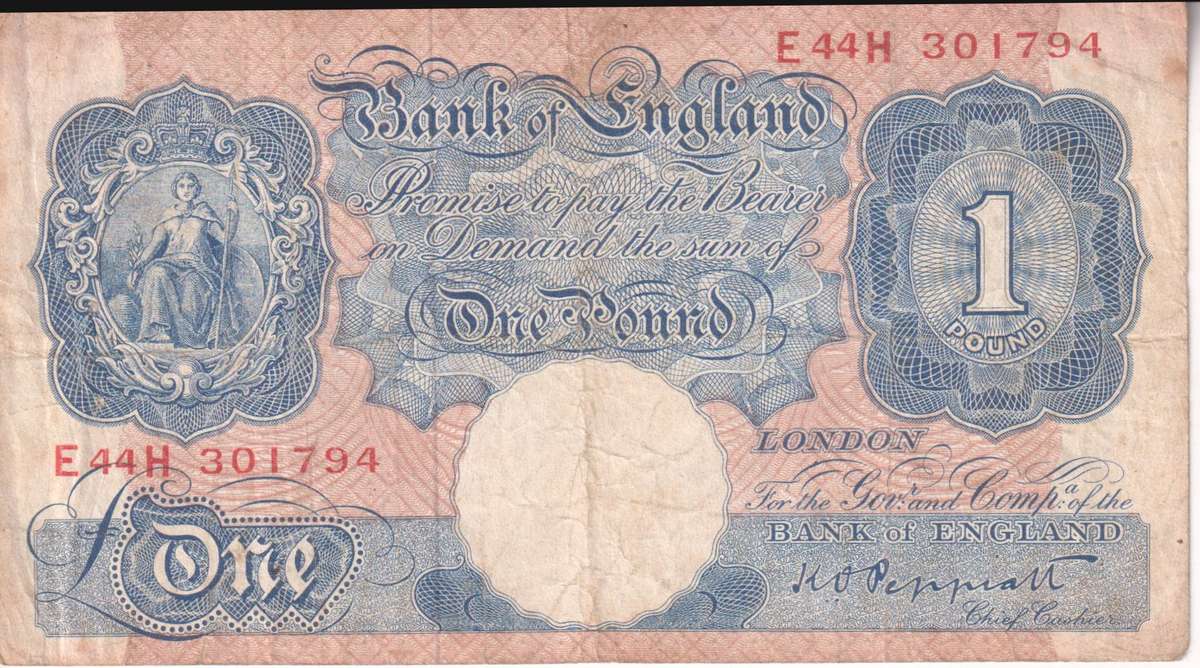 E44H 301794
Bank of England
Promise to pay the Bearer
on Demand the sum of
One Pound
1
POUND
LONDON
E44H 301794
For the Govr. and Compa. of the
BANK of ENGLAND
£One
K O Peppiatt
Chief Cashier